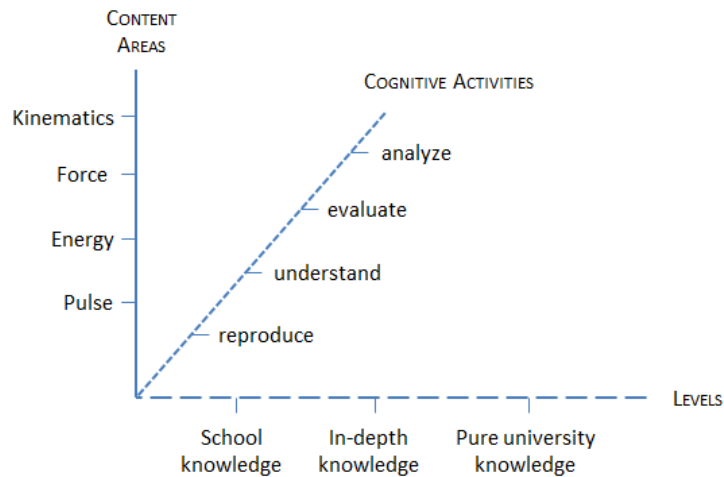 CONTENT
AREAS
COGNITIVE ACTIVITIES
Kinematics
analyze
Force
evaluate
Energy
understand
Pulse
reproduce
LEVELS
School
knowledge
In-depth
knowledge
Pure university
knowledge